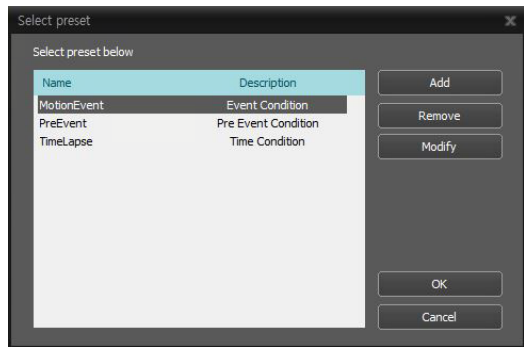 Select preset
Select preset below
Name Description Add
MotionEvent Event Condition
PreEvent Pre Event Condition Remove
TimeLapse Time Condition Modify
OK
Cancel